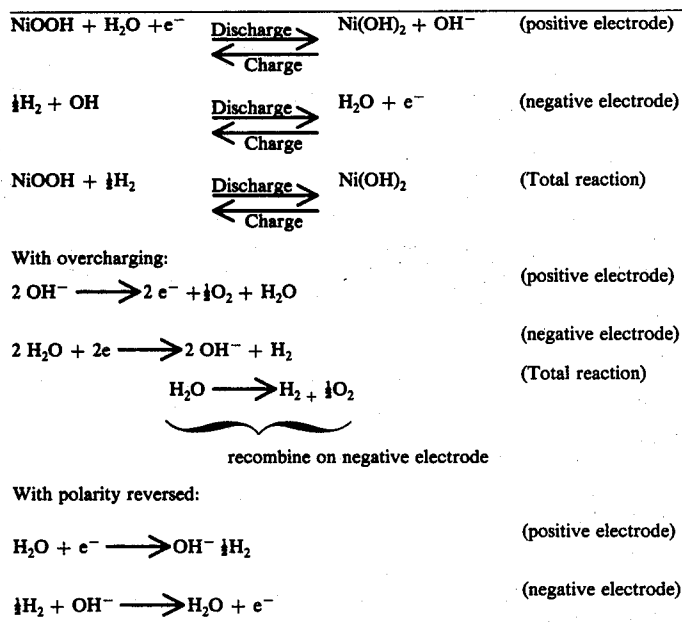 NiOOH + H₂O +e⁻ Discharge Ni(OH)₂ + OH⁻ (positive electrode)
Charge
½H₂ + OH Discharge H₂O + e⁻ (negative electrode)
Charge
NiOOH + ½H₂ Discharge Ni(OH)₂ (Total reaction)
Charge
With overcharging:
2 OH⁻ ⟶ 2 e⁻ +½O₂ + H₂O (positive electrode)
2 H₂O + 2e ⟶ 2 OH⁻ + H₂ (negative electrode)
H₂O ⟶ H₂ + ½O₂ (Total reaction)
recombine on negative electrode
With polarity reversed:
H₂O + e⁻ ⟶ OH⁻ ½H₂ (positive electrode)
½H₂ + OH⁻ ⟶ H₂O + e⁻ (negative electrode)